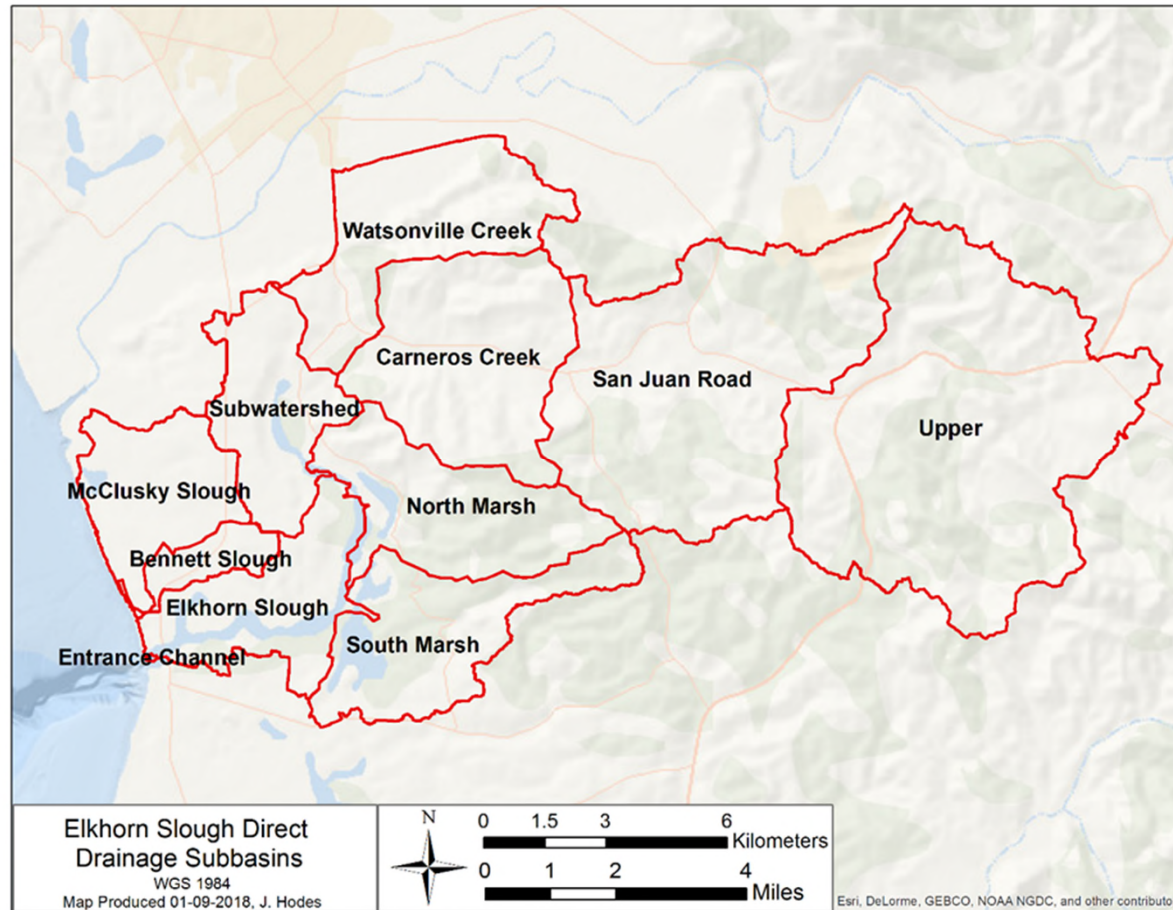 Watsonville Creek
Carneros Creek
San Juan Road
Subwatershed
Upper
McClusky Slough
North Marsh
Bennett Slough
Elkhorn Slough
South Marsh
Entrance Channel
Elkhorn Slough Direct
Drainage Subbasins
WGS 1984
Map Produced 01-09-2018, J. Hodes
N
0 1.5 3 6
Kilometers
0 1 2 4
Miles
Esri, DeLorme, GEBCO, NOAA NGDC, and other contributo